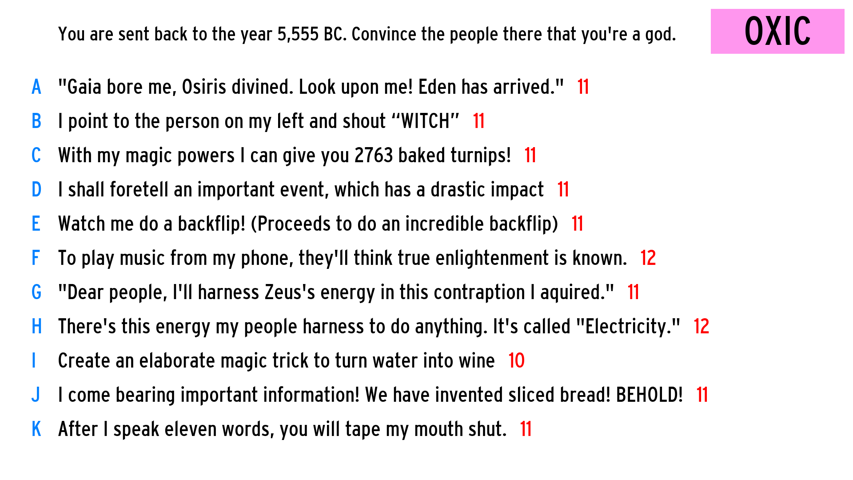 You are sent back to the year 5,555 BC. Convince the people there that you're a god.
OXIC
A "Gaia bore me, Osiris divined. Look upon me! Eden has arrived." 11
B I point to the person on my left and shout “WITCH” 11
C With my magic powers I can give you 2763 baked turnips! 11
D I shall foretell an important event, which has a drastic impact 11
E Watch me do a backflip! (Proceeds to do an incredible backflip) 11
F To play music from my phone, they'll think true enlightenment is known. 12
G "Dear people, I'll harness Zeus's energy in this contraption I aquired." 11
H There's this energy my people harness to do anything. It's called "Electricity." 12
I Create an elaborate magic trick to turn water into wine 10
J I come bearing important information! We have invented sliced bread! BEHOLD! 11
K After I speak eleven words, you will tape my mouth shut. 11